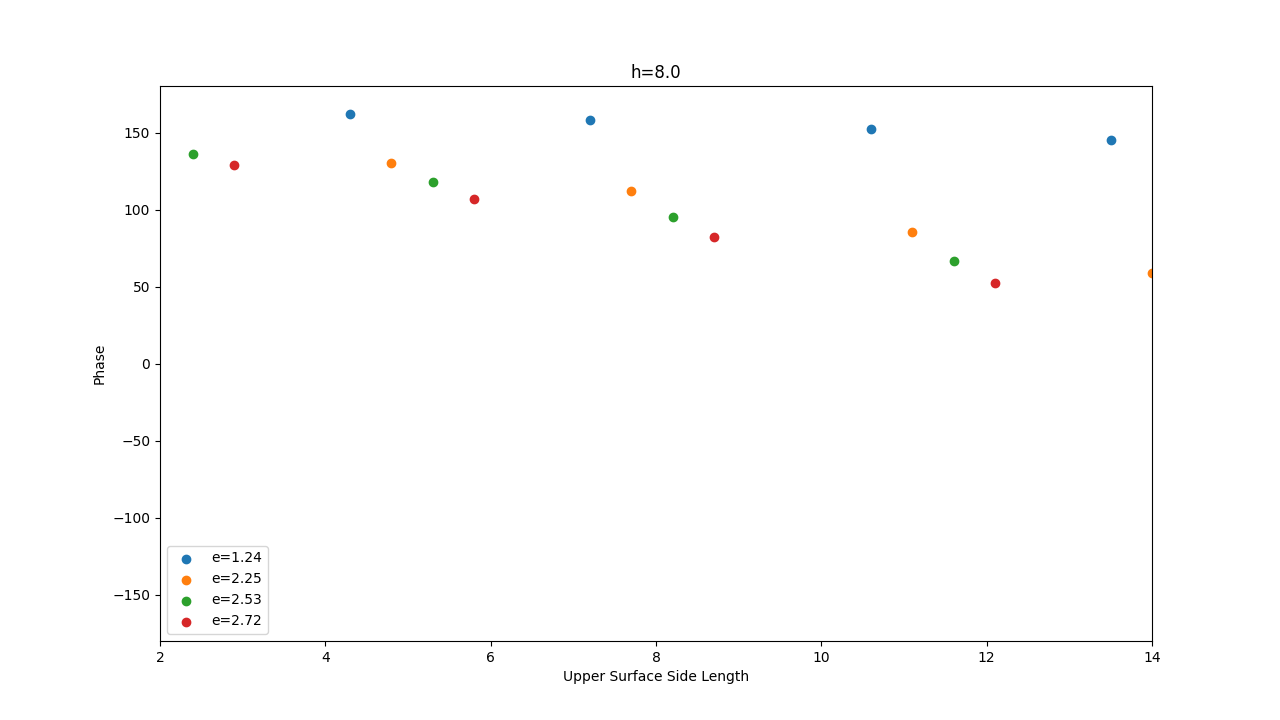 h=8.0
150
100
50
0
−50
−100
−150
Phase
e=1.24
e=2.25
e=2.53
e=2.72
2 4 6 8 10 12 14
Upper Surface Side Length